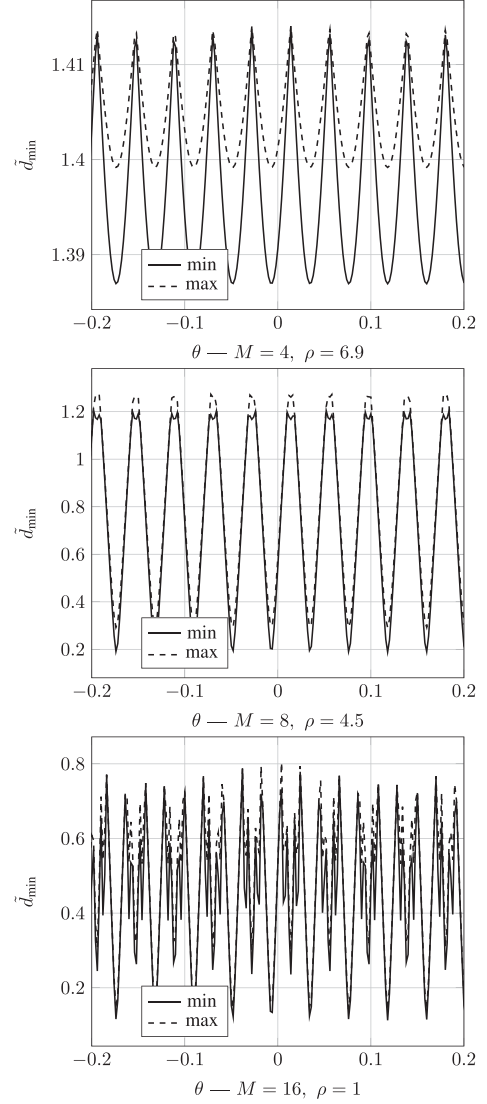 1.41
1.4
1.39
d̃min
min
max
−0.2 −0.1 0 0.1 0.2
θ — M = 4, ρ = 6.9
1.2
1
0.8
0.6
0.4
0.2
d̃min
min
max
−0.2 −0.1 0 0.1 0.2
θ — M = 8, ρ = 4.5
0.8
0.6
0.4
0.2
d̃min
min
max
−0.2 −0.1 0 0.1 0.2
θ — M = 16, ρ = 1